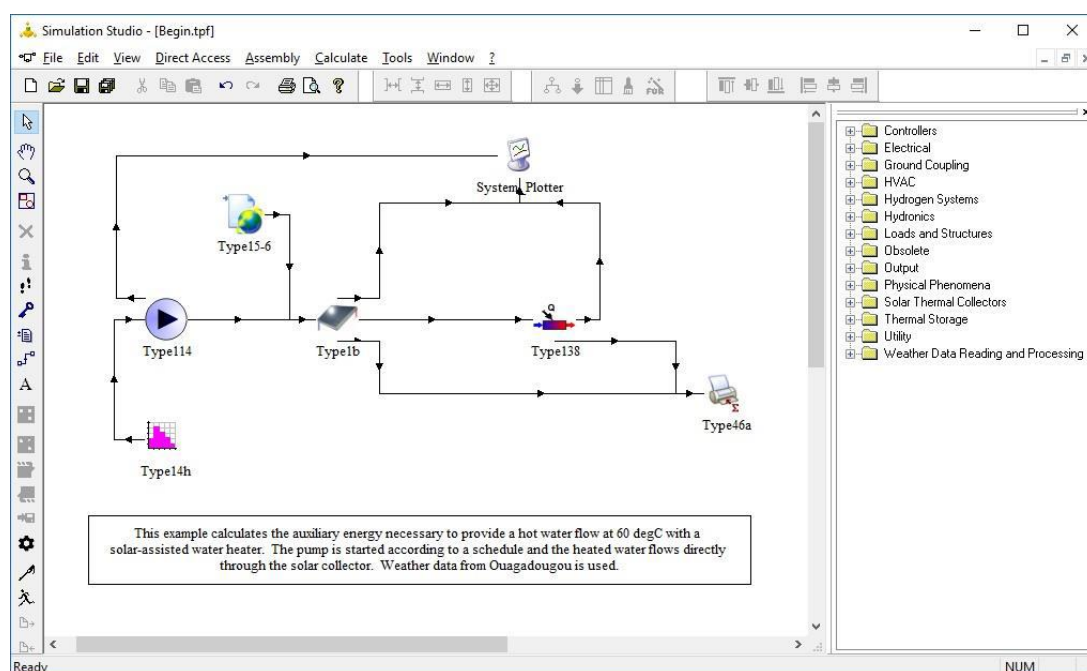 Simulation Studio - [Begin.tpf]
File Edit View Direct Access Assembly Calculate Tools Window ?
System_Plotter
Type15-6
Type114
Type1b
Type138
Type46a
Type14h
This example calculates the auxiliary energy necessary to provide a hot water flow at 60 degC with a
solar-assisted water heater. The pump is started according to a schedule and the heated water flows directly
through the solar collector. Weather data from Ouagadougou is used.
Controllers
Electrical
Ground Coupling
HVAC
Hydrogen Systems
Hydronics
Loads and Structures
Obsolete
Output
Physical Phenomena
Solar Thermal Collectors
Thermal Storage
Utility
Weather Data Reading and Processing
FOR
A
Q
Σ
Ready
NUM